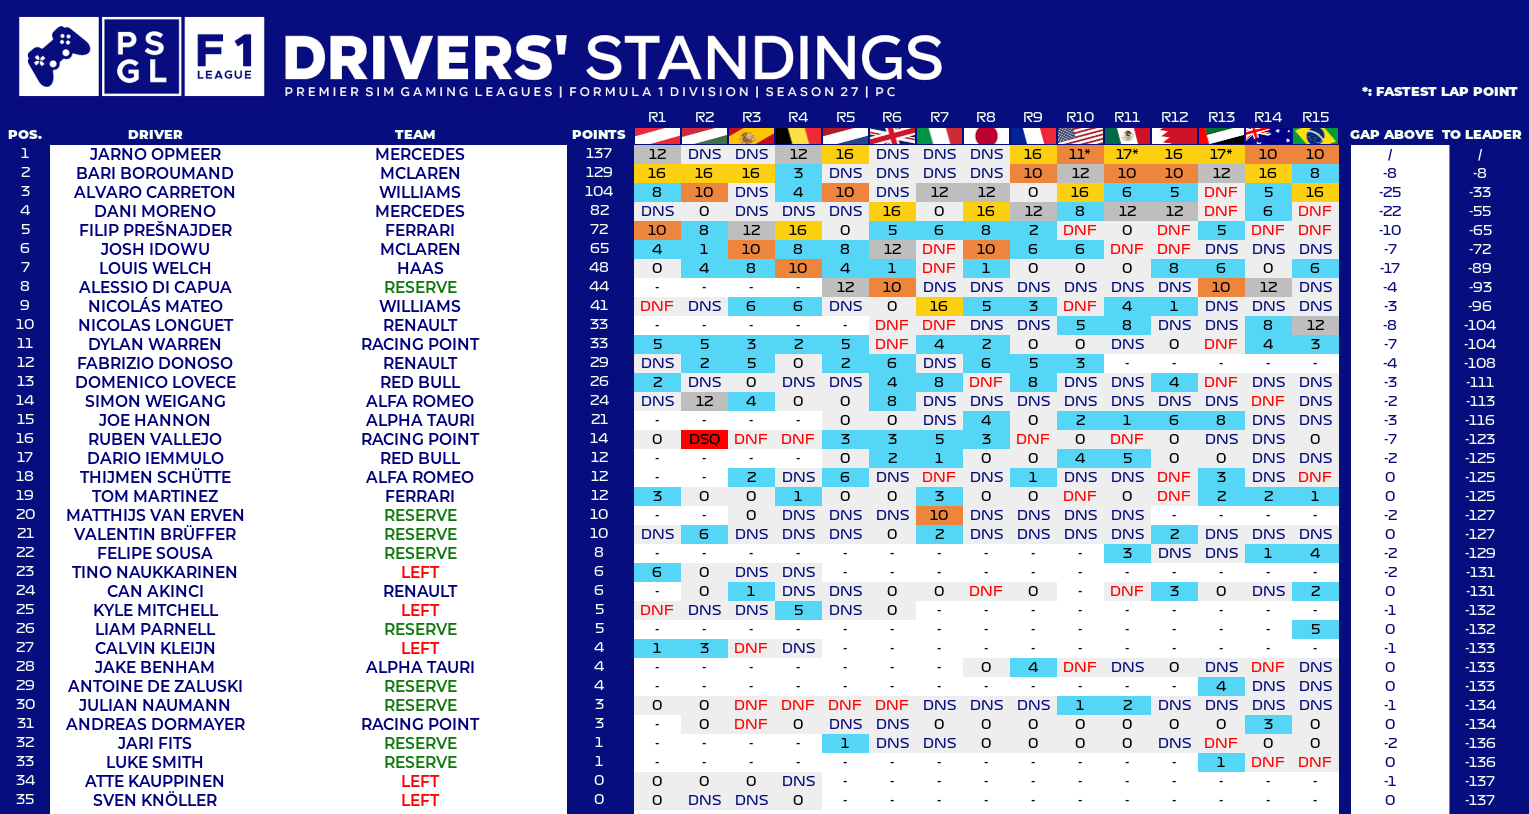 PS
GL
F1
LEAGUE
DRIVERS' STANDINGS
PREMIER SIM GAMING LEAGUES | FORMULA 1 DIVISION | SEASON 27 | PC
*: FASTEST LAP POINT
R1 R2 R3 R4 R5 R6 R7 R8 R9 R10 R11 R12 R13 R14 R15
POS. DRIVER TEAM POINTS GAP ABOVE TO LEADER
1 JARNO OPMEER MERCEDES 137 12 DNS DNS 12 16 DNS DNS DNS 16 11* 17* 16 17* 10 10 / /
2 BARI BOROUMAND MCLAREN 129 16 16 16 3 DNS DNS DNS DNS 10 12 10 10 12 16 8 -8 -8
3 ALVARO CARRETON WILLIAMS 104 8 10 DNS 4 10 DNS 12 12 0 16 6 5 DNF 5 16 -25 -33
4 DANI MORENO MERCEDES 82 DNS 0 DNS DNS DNS 16 0 16 12 8 12 12 DNF 6 DNF -22 -55
5 FILIP PREŠNAJDER FERRARI 72 10 8 12 16 0 5 6 8 2 DNF 0 DNF 5 DNF DNF -10 -65
6 JOSH IDOWU MCLAREN 65 4 1 10 8 8 12 DNF 10 6 6 DNF DNF DNS DNS DNS -7 -72
7 LOUIS WELCH HAAS 48 0 4 8 10 4 1 DNF 1 0 0 0 8 6 0 6 -17 -89
8 ALESSIO DI CAPUA RESERVE 44 - - - - 12 10 DNS DNS DNS DNS DNS DNS 10 12 DNS -4 -93
9 NICOLÁS MATEO WILLIAMS 41 DNF DNS 6 6 DNS 0 16 5 3 DNF 4 1 DNS DNS DNS -3 -96
10 NICOLAS LONGUET RENAULT 33 - - - - - DNF DNF DNS DNS 5 8 DNS DNS 8 12 -8 -104
11 DYLAN WARREN RACING POINT 33 5 5 3 2 5 DNF 4 2 0 0 DNS 0 DNF 4 3 -7 -104
12 FABRIZIO DONOSO RENAULT 29 DNS 2 5 0 2 6 DNS 6 5 3 - - - - - -4 -108
13 DOMENICO LOVECE RED BULL 26 2 DNS 0 DNS DNS 4 8 DNF 8 DNS DNS 4 DNF DNS DNS -3 -111
14 SIMON WEIGANG ALFA ROMEO 24 DNS 12 4 0 0 8 DNS DNS DNS DNS DNS DNS DNS DNF DNS -2 -113
15 JOE HANNON ALPHA TAURI 21 - - - - 0 0 DNS 4 0 2 1 6 8 DNS DNS -3 -116
16 RUBEN VALLEJO RACING POINT 14 0 DSQ DNF DNF 3 3 5 3 DNF 0 DNF 0 DNS DNS 0 -7 -123
17 DARIO IEMMULO RED BULL 12 - - - - 0 2 1 0 0 4 5 0 0 DNS DNS -2 -125
18 THIJMEN SCHÜTTE ALFA ROMEO 12 - - 2 DNS 6 DNS DNF DNS 1 DNS DNS DNF 3 DNS DNF 0 -125
19 TOM MARTINEZ FERRARI 12 3 0 0 1 0 0 3 0 0 DNF 0 DNF 2 2 1 0 -125
20 MATTHIJS VAN ERVEN RESERVE 10 - - 0 DNS DNS DNS 10 DNS DNS DNS DNS - - - - -2 -127
21 VALENTIN BRÜFFER RESERVE 10 DNS 6 DNS DNS DNS 0 2 DNS DNS DNS DNS 2 DNS DNS DNS 0 -127
22 FELIPE SOUSA RESERVE 8 - - - - - - - - - - 3 DNS DNS 1 4 -2 -129
23 TINO NAUKKARINEN LEFT 6 6 0 DNS DNS - - - - - - - - - - - -2 -131
24 CAN AKINCI RENAULT 6 - 0 1 DNS DNS 0 0 DNF 0 - DNF 3 0 DNS 2 0 -131
25 KYLE MITCHELL LEFT 5 DNF DNS DNS 5 DNS 0 - - - - - - - - - -1 -132
26 LIAM PARNELL RESERVE 5 - - - - - - - - - - - - - - 5 0 -132
27 CALVIN KLEIJN LEFT 4 1 3 DNF DNS - - - - - - - - - - - -1 -133
28 JAKE BENHAM ALPHA TAURI 4 - - - - - - - 0 4 DNF DNS 0 DNS DNF DNS 0 -133
29 ANTOINE DE ZALUSKI RESERVE 4 - - - - - - - - - - - - 4 DNS DNS 0 -133
30 JULIAN NAUMANN RESERVE 3 0 0 DNF DNF DNF DNF DNS DNS DNS 1 2 DNS DNS DNS DNS -1 -134
31 ANDREAS DORMAYER RACING POINT 3 - 0 DNF 0 DNS DNS 0 0 0 0 0 0 0 3 0 0 -134
32 JARI FITS RESERVE 1 - - - - 1 DNS DNS 0 0 0 0 DNS DNF 0 0 -2 -136
33 LUKE SMITH RESERVE 1 - - - - - - - - - - - - 1 DNF DNF 0 -136
34 ATTE KAUPPINEN LEFT 0 0 0 0 DNS - - - - - - - - - - - -1 -137
35 SVEN KNÖLLER LEFT 0 0 DNS DNS 0 - - - - - - - - - - - 0 -137